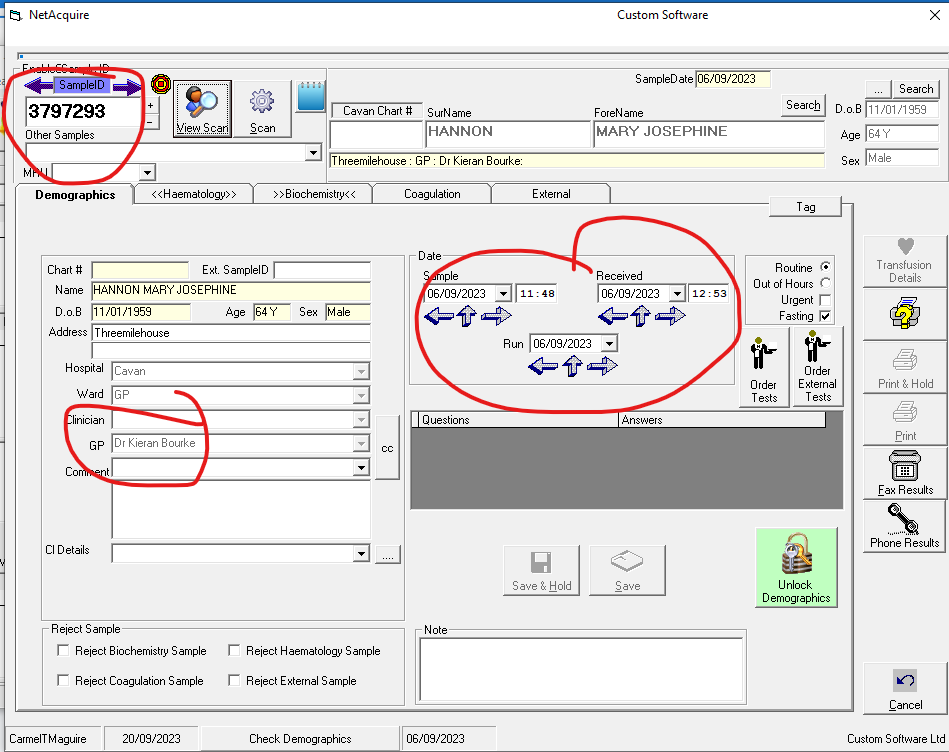 NetAcquire Custom Software
SampleID
3797293
+
-
Other Samples
View Scan
Scan
SampleDate 06/09/2023
... Search
Cavan Chart # SurName ForeName Search
HANNON MARY JOSEPHINE
D.o.B 11/01/1959
Age 64 Y
Sex Male
Threemilehouse : GP : Dr Kieran Bourke:
Demographics <<Haematology>> >>Biochemistry<< Coagulation External
Tag
Chart # Ext. SampleID
Name HANNON MARY JOSEPHINE
D.o.B 11/01/1959 Age 64 Y Sex Male
Address Threemilehouse
Hospital Cavan
Ward GP
Clinician
GP Dr Kieran Bourke
cc
Comment
CI Details
....
Date
Sample Received
06/09/2023 11:48 06/09/2023 12:53
Run 06/09/2023
Routine
Out of Hours
Urgent
Fasting
Order Tests
Order External Tests
Questions Answers
Save & Hold Save
Unlock Demographics
Transfusion Details
Print & Hold
Print
Fax Results
Phone Results
Cancel
Reject Sample
Reject Biochemistry Sample Reject Haematology Sample
Reject Coagulation Sample Reject External Sample
Note
CarmelTMaguire 20/09/2023 Check Demographics 06/09/2023 Custom Software Ltd